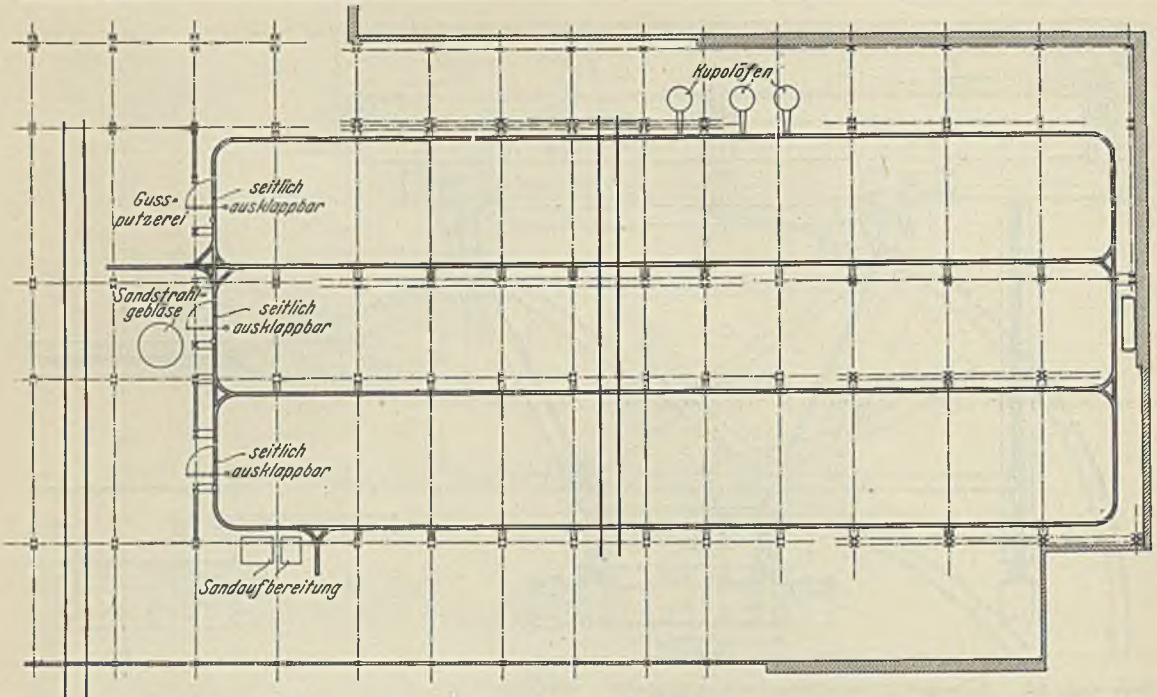 Kupolöfen
Guss-
putzerei
seitlich
ausklappbar
Sandstrahl-
gebläse
seitlich
ausklappbar
seitlich
ausklappbar
Sandaufbereitung